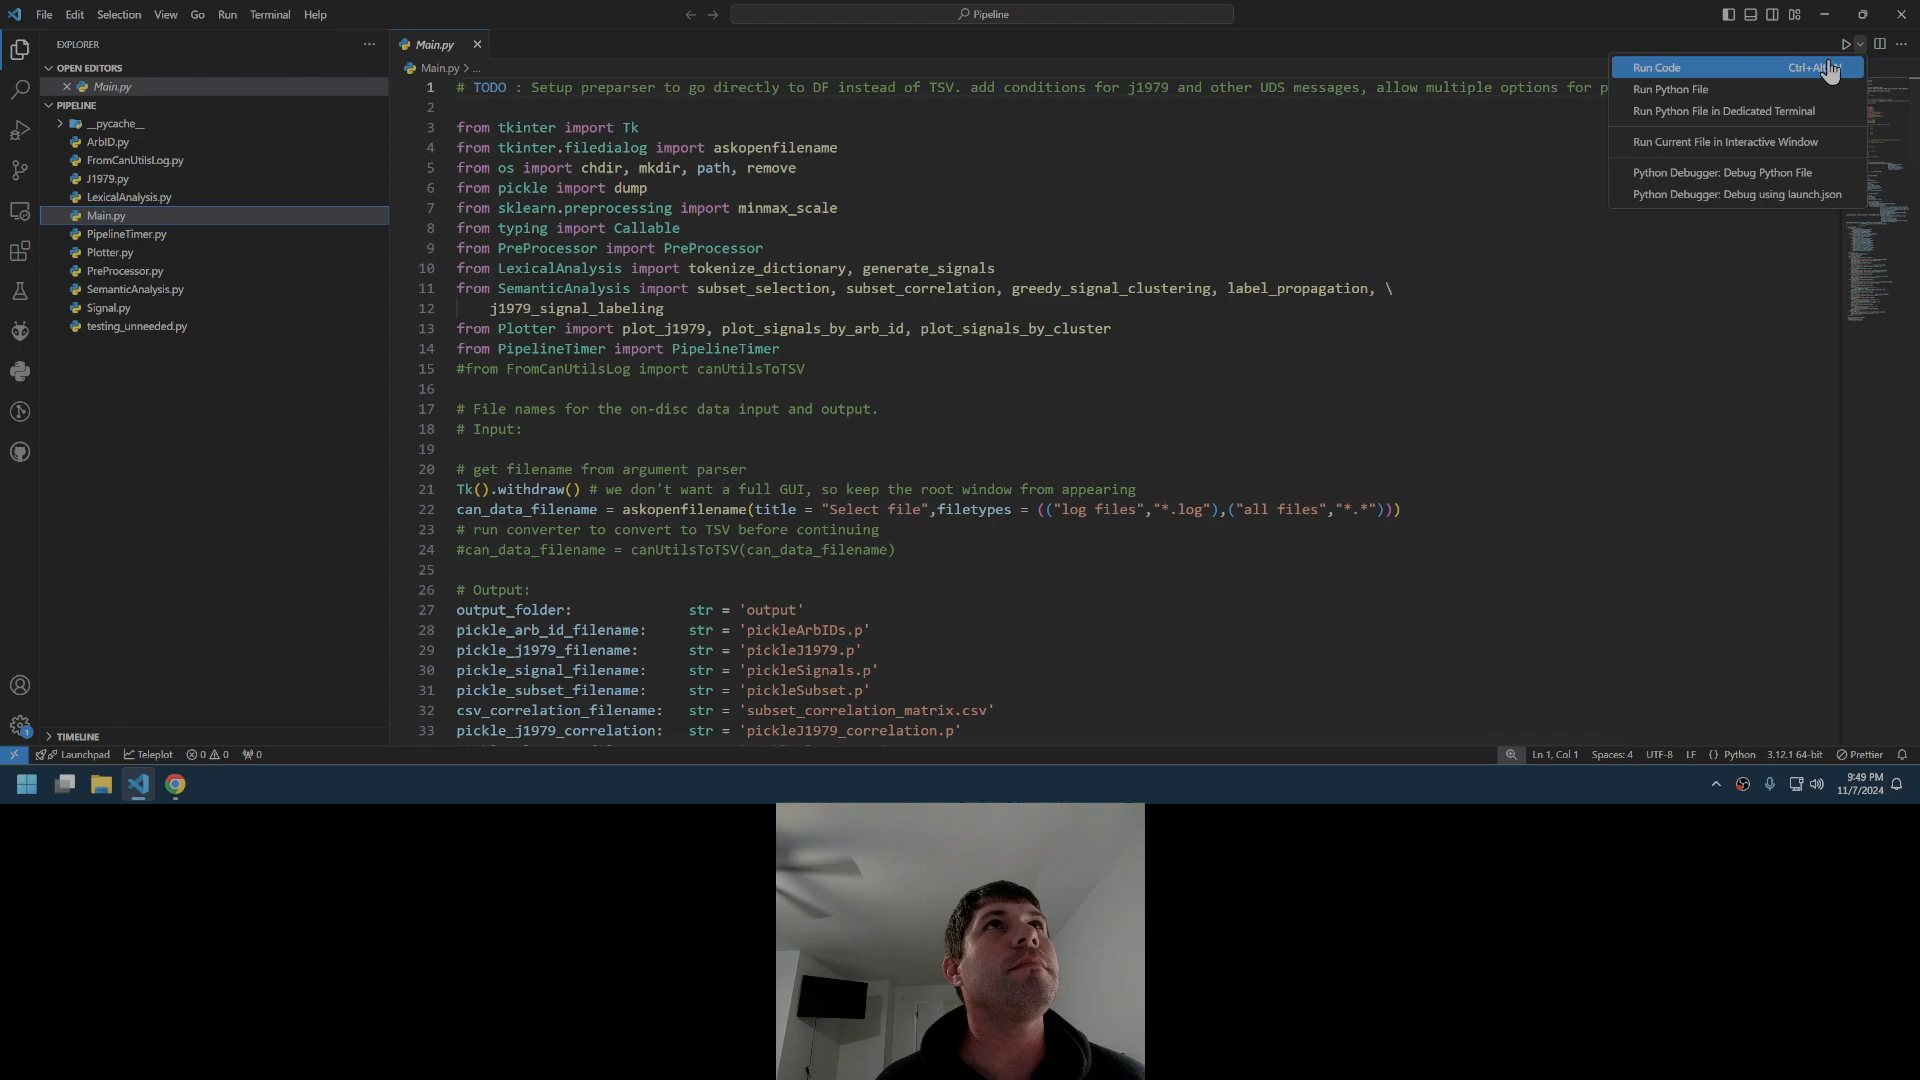 File Edit Selection View Go Run Terminal Help
Pipeline
EXPLORER
Main.py
OPEN EDITORS
Main.py
Main.py > ...
PIPELINE
__pycache__
ArbID.py
FromCanUtilsLog.py
J1979.py
LexicalAnalysis.py
Main.py
PipelineTimer.py
Plotter.py
PreProcessor.py
SemanticAnalysis.py
Signal.py
testing_unneeded.py
TIMELINE
1 # TODO : Setup preparser to go directly to DF instead of TSV. add conditions for j1979 and other UDS messages, allow multiple options for p
2
3 from tkinter import Tk
4 from tkinter.filedialog import askopenfilename
5 from os import chdir, mkdir, path, remove
6 from pickle import dump
7 from sklearn.preprocessing import minmax_scale
8 from typing import Callable
9 from PreProcessor import PreProcessor
10 from LexicalAnalysis import tokenize_dictionary, generate_signals
11 from SemanticAnalysis import subset_selection, subset_correlation, greedy_signal_clustering, label_propagation, \
12 j1979_signal_labeling
13 from Plotter import plot_j1979, plot_signals_by_arb_id, plot_signals_by_cluster
14 from PipelineTimer import PipelineTimer
15 #from FromCanUtilsLog import canUtilsToTSV
16
17 # File names for the on-disc data input and output.
18 # Input:
19
20 # get filename from argument parser
21 Tk().withdraw() # we don't want a full GUI, so keep the root window from appearing
22 can_data_filename = askopenfilename(title = "Select file",filetypes = (("log files","*.log"),("all files","*.*")))
23 # run converter to convert to TSV before continuing
24 #can_data_filename = canUtilsToTSV(can_data_filename)
25
26 # Output:
27 output_folder: str = 'output'
28 pickle_arb_id_filename: str = 'pickleArbIDs.p'
29 pickle_j1979_filename: str = 'pickleJ1979.p'
30 pickle_signal_filename: str = 'pickleSignals.p'
31 pickle_subset_filename: str = 'pickleSubset.p'
32 csv_correlation_filename: str = 'subset_correlation_matrix.csv'
33 pickle_j1979_correlation: str = 'pickleJ1979_correlation.p'
Run Code
Run Python File
Run Python File in Dedicated Terminal
Run Current File in Interactive Window
Python Debugger: Debug Python File
Python Debugger: Debug using launch.json
1
Launchpad Teleplot 0 0 0
Ln 1, Col 1 Spaces: 4 UTF-8 LF {} Python 3.12.1 64-bit Prettier
9:49 PM
11/7/2024